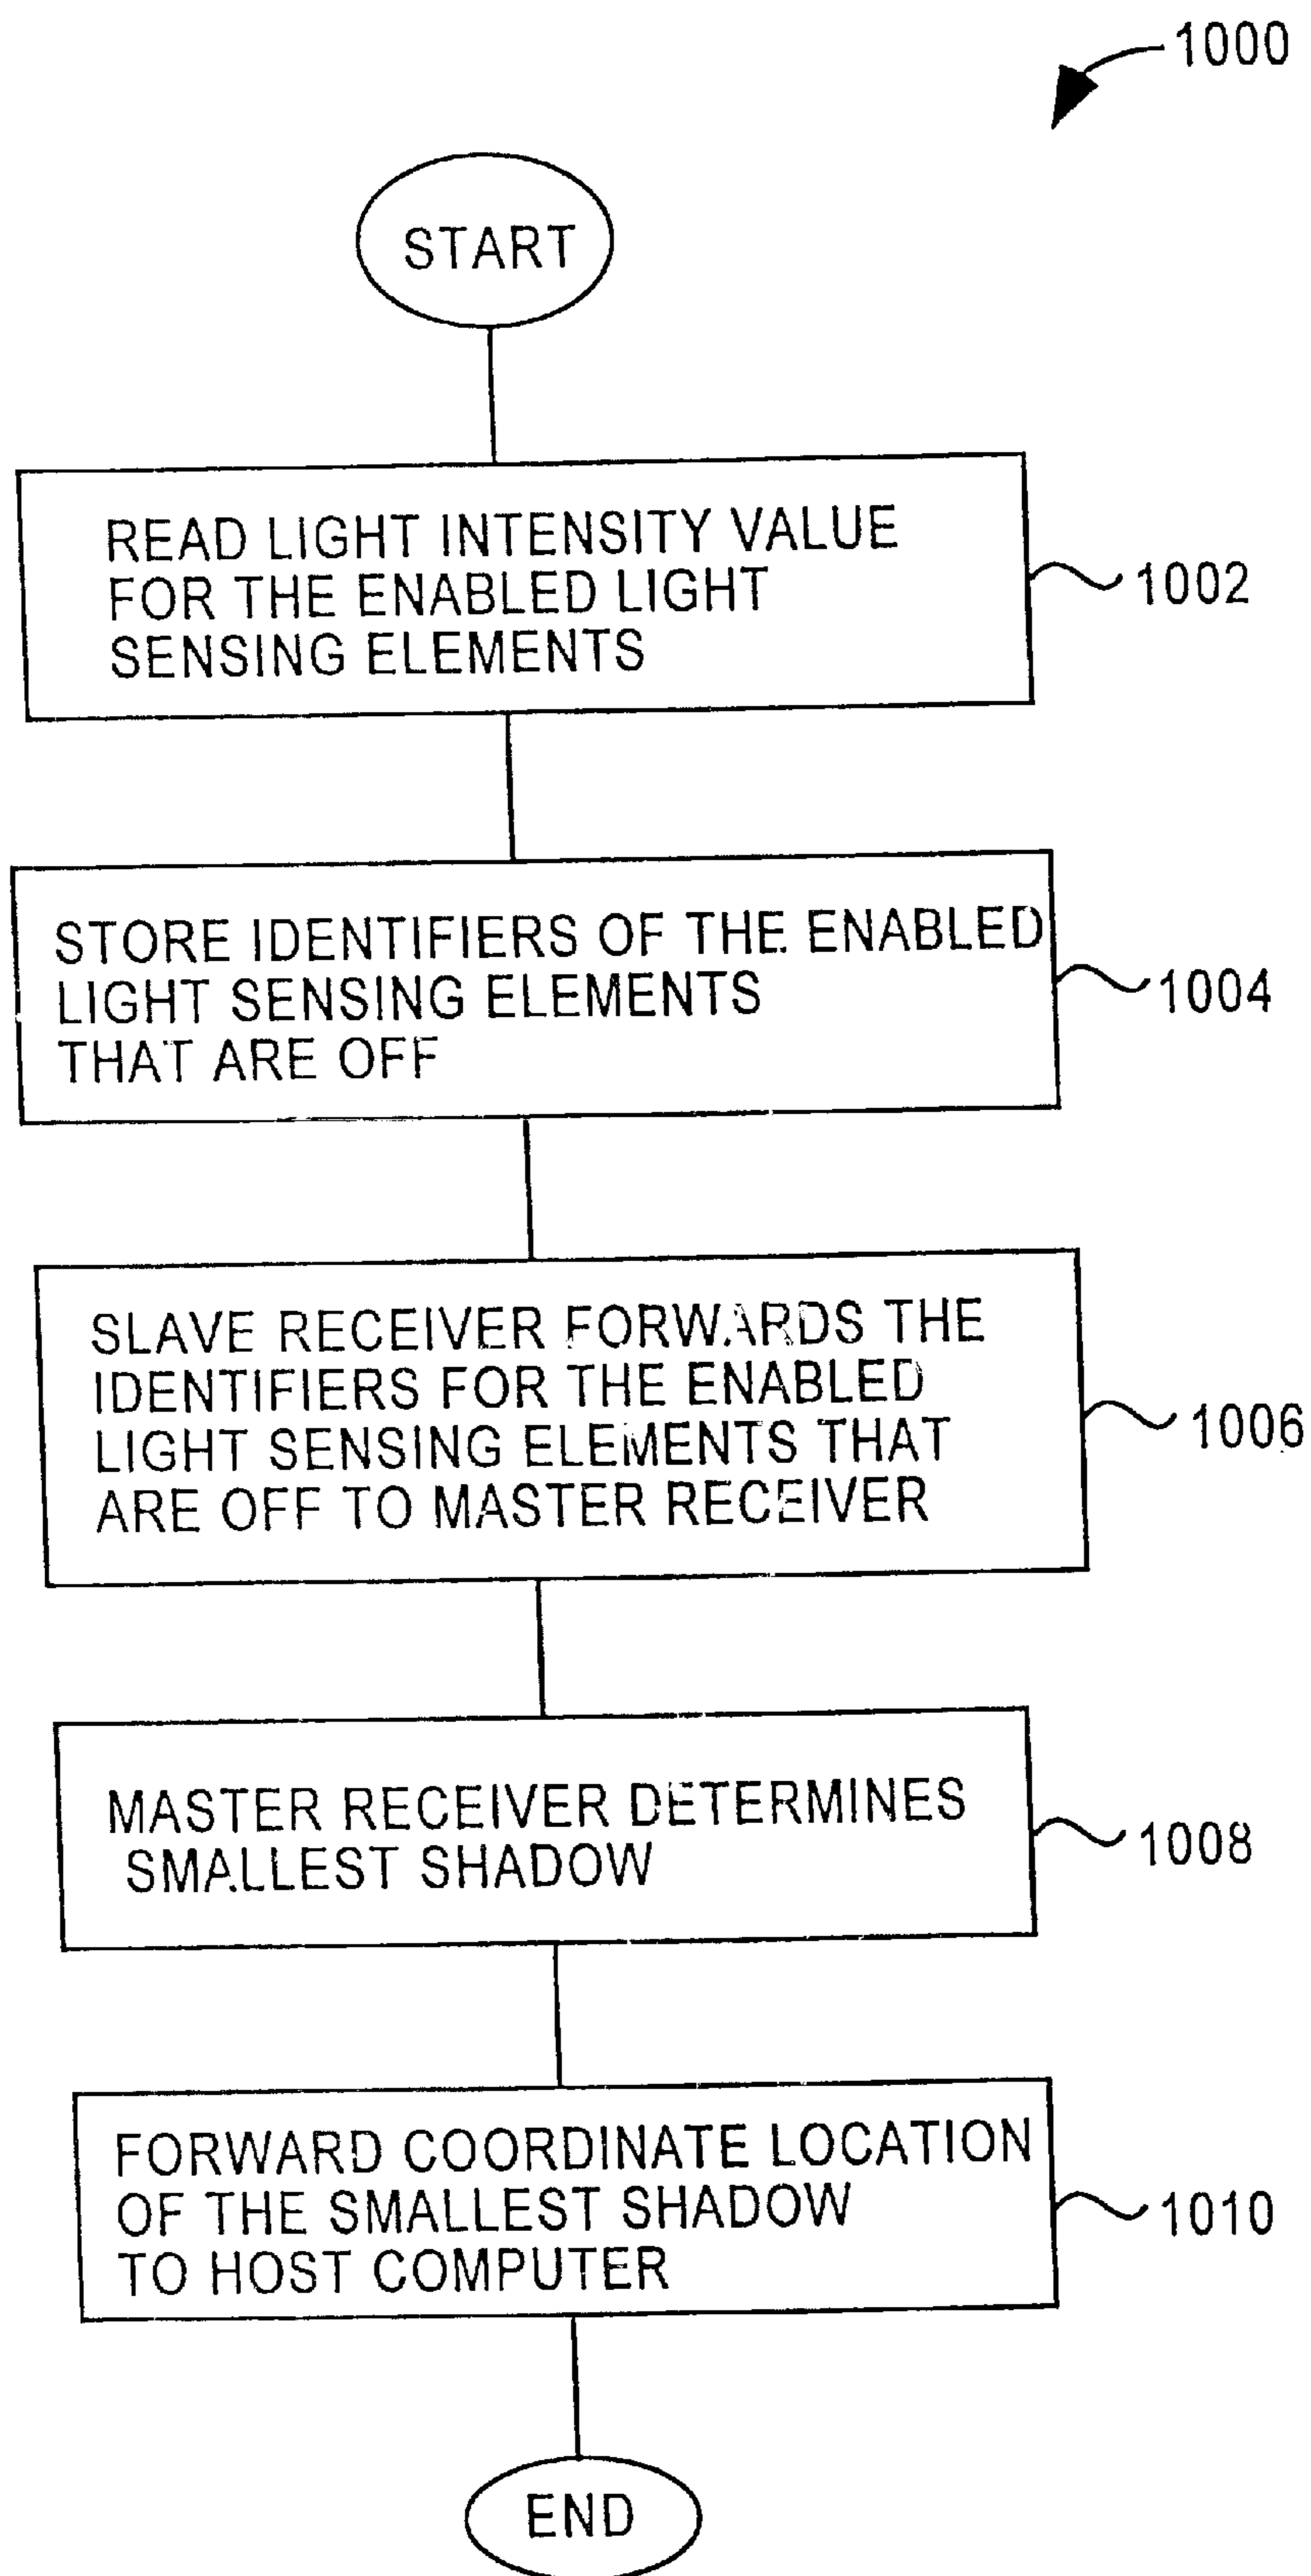 1000
START
READ LIGHT INTENSITY VALUE
FOR THE ENABLED LIGHT
SENSING ELEMENTS
1002
STORE IDENTIFIERS OF THE ENABLED
LIGHT SENSING ELEMENTS
THAT ARE OFF
1004
SLAVE RECEIVER FORWARDS THE
IDENTIFIERS FOR THE ENABLED
LIGHT SENSING ELEMENTS THAT
ARE OFF TO MASTER RECEIVER
1006
MASTER RECEIVER DETERMINES
SMALLEST SHADOW
1008
FORWARD COORDINATE LOCATION
OF THE SMALLEST SHADOW
TO HOST COMPUTER
1010
END